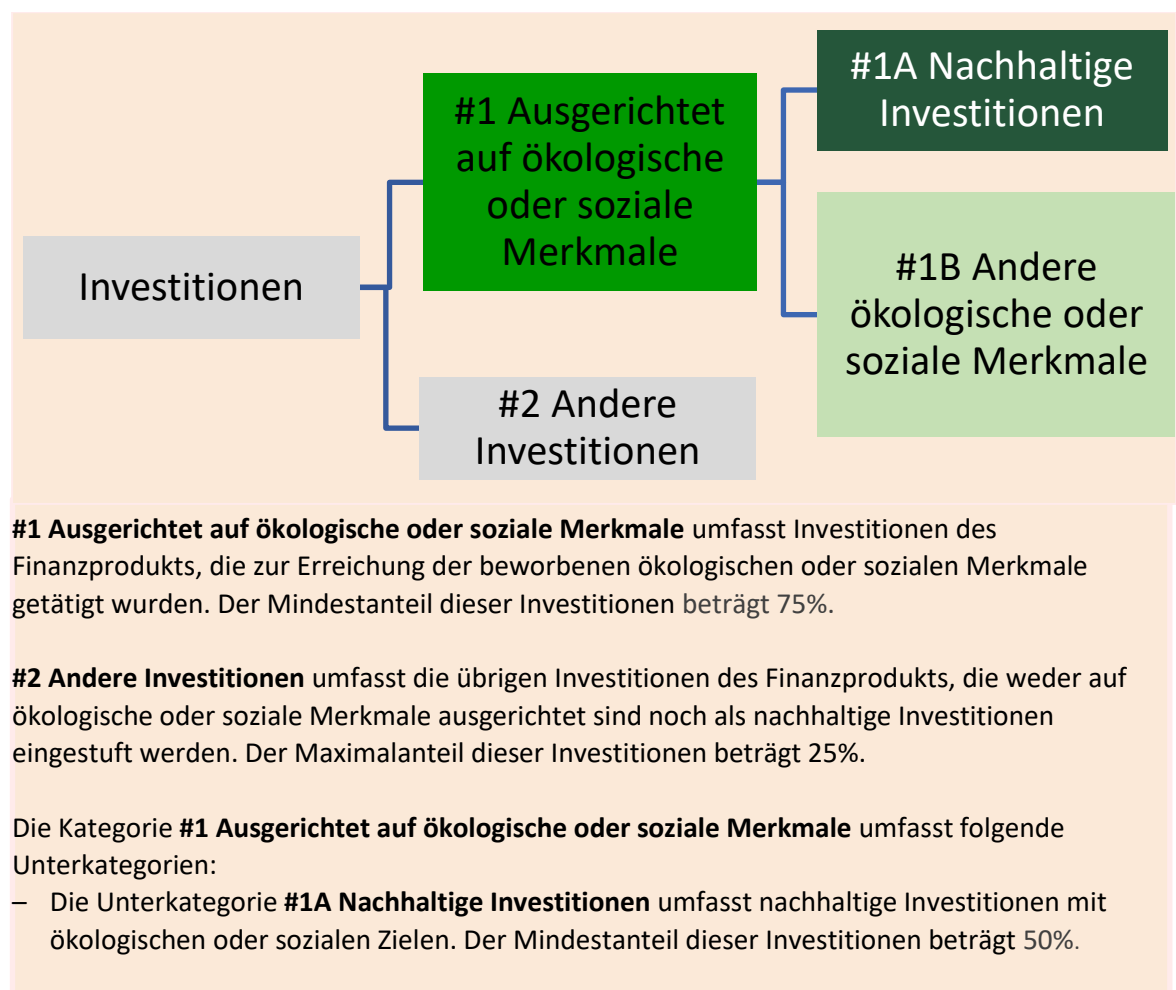 #1A Nachhaltige
Investitionen
#1 Ausgerichtet
auf ökologische
oder soziale
Merkmale
#1B Andere
ökologische oder
soziale Merkmale
Investitionen
#2 Andere
Investitionen
#1 Ausgerichtet auf ökologische oder soziale Merkmale umfasst Investitionen des
Finanzprodukts, die zur Erreichung der beworbenen ökologischen oder sozialen Merkmale
getätigt wurden. Der Mindestanteil dieser Investitionen beträgt 75%.
#2 Andere Investitionen umfasst die übrigen Investitionen des Finanzprodukts, die weder auf
ökologische oder soziale Merkmale ausgerichtet sind noch als nachhaltige Investitionen
eingestuft werden. Der Maximalanteil dieser Investitionen beträgt 25%.
Die Kategorie #1 Ausgerichtet auf ökologische oder soziale Merkmale umfasst folgende
Unterkategorien:
– Die Unterkategorie #1A Nachhaltige Investitionen umfasst nachhaltige Investitionen mit
ökologischen oder sozialen Zielen. Der Mindestanteil dieser Investitionen beträgt 50%.